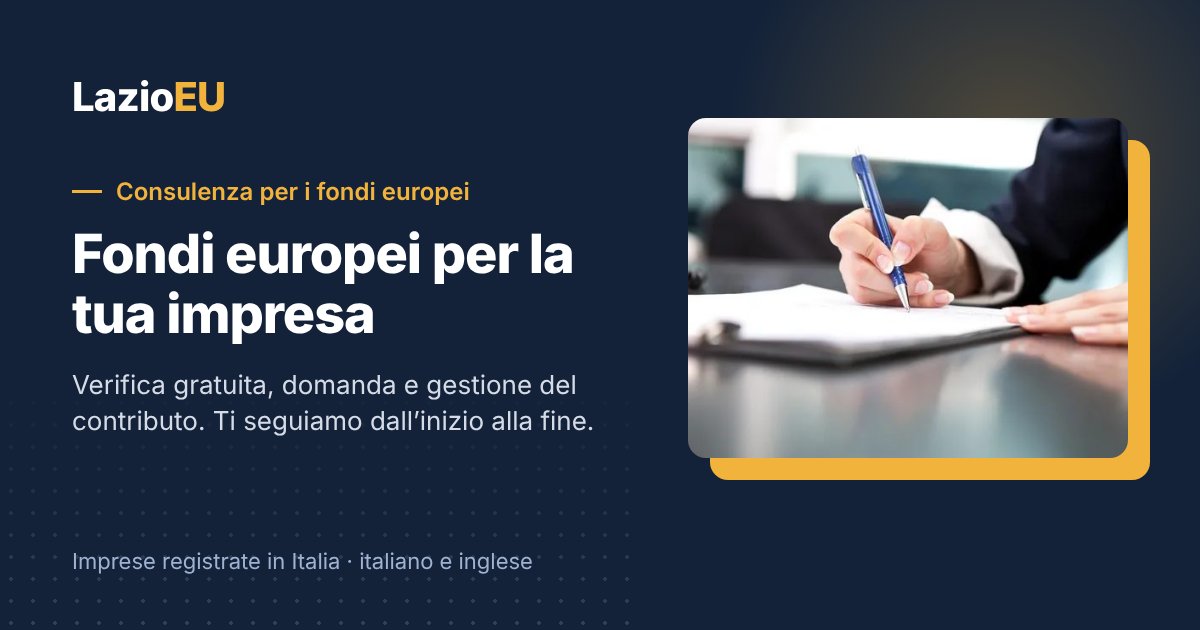 LazioEU
Consulenza per i fondi europei
Fondi europei per la
tua impresa
Verifica gratuita, domanda e gestione del
contributo. Ti seguiamo dall’inizio alla fine.
Imprese registrate in Italia · italiano e inglese